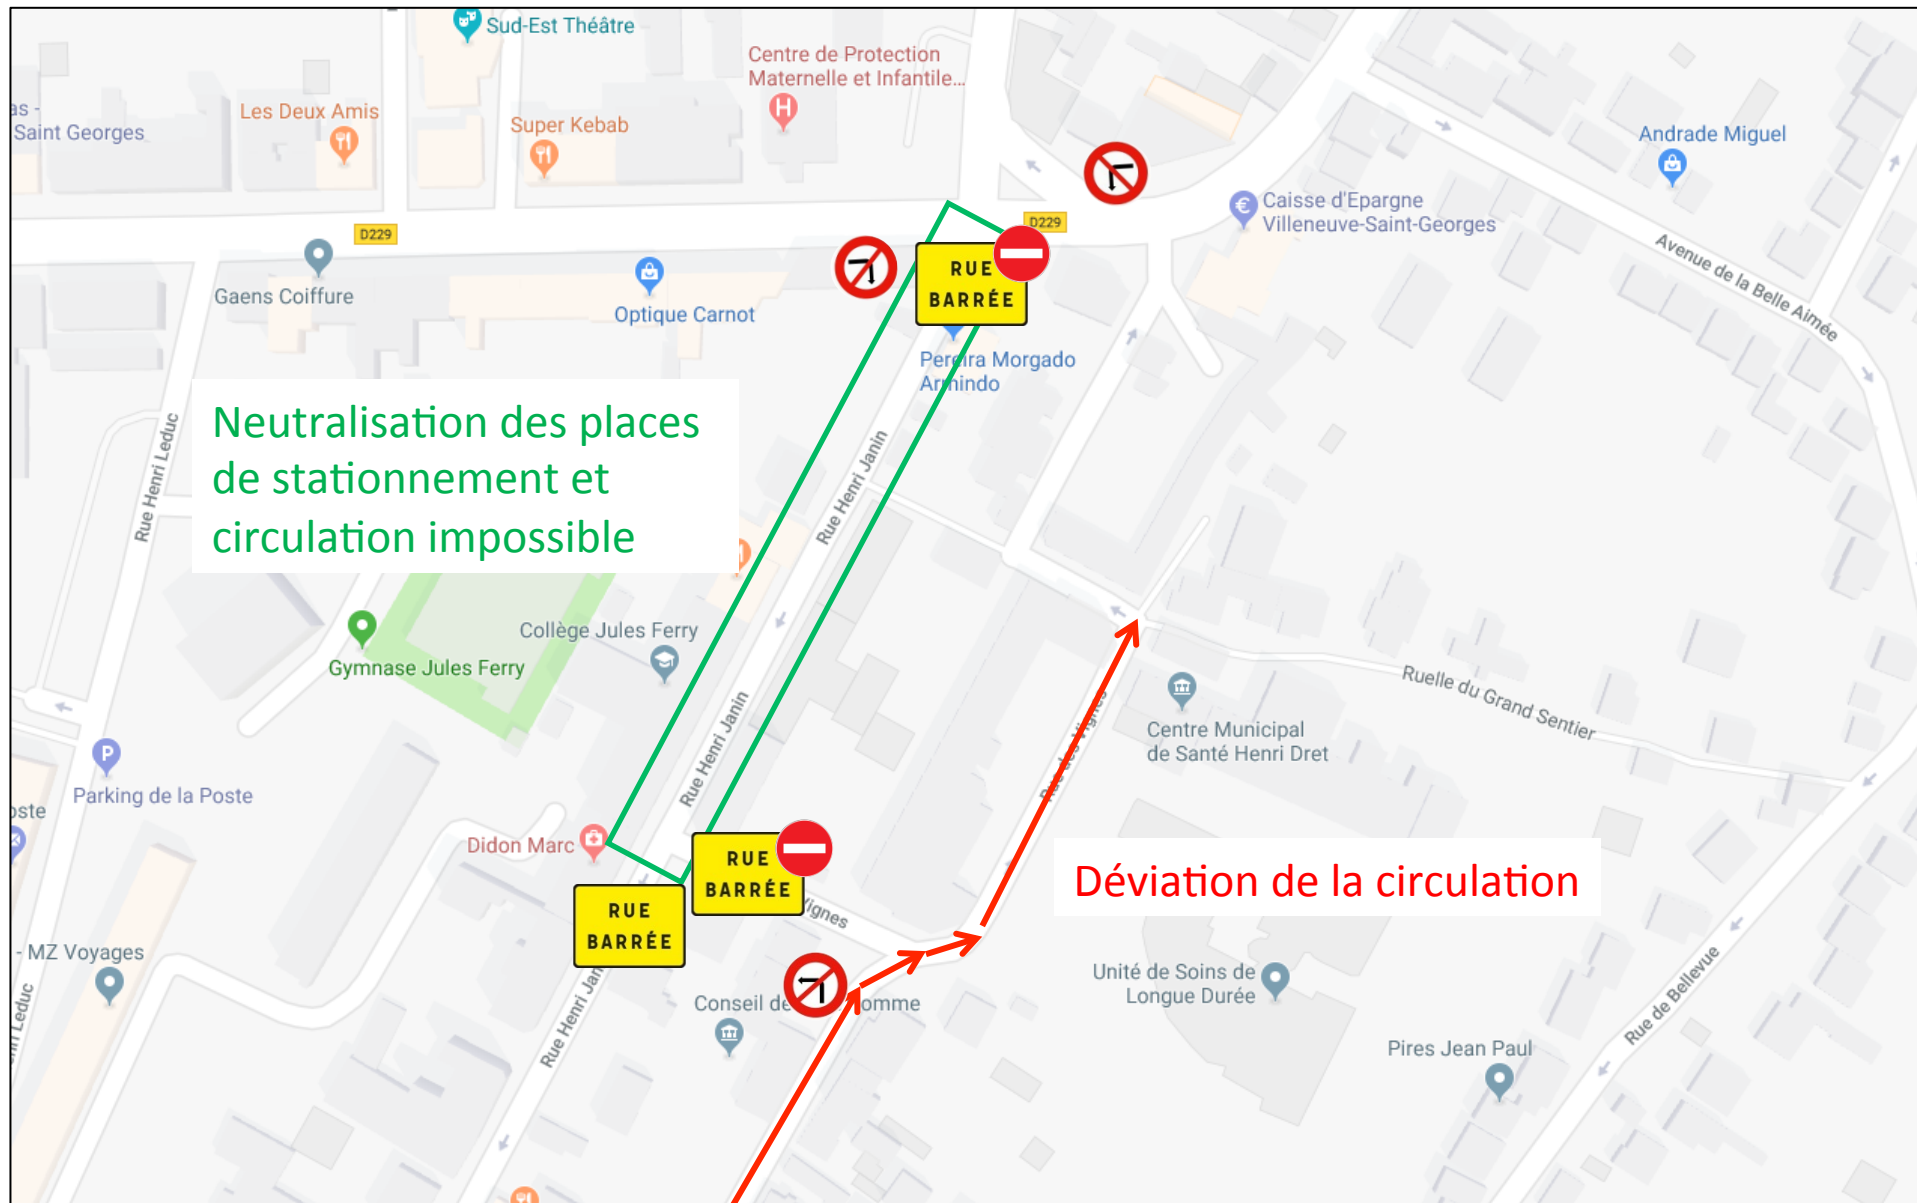 Sud-Est Théâtre
Centre de Protection
Maternelle et Infantile...
as -
Saint Georges
Les Deux Amis
Super Kebab
Andrade Miguel
Caisse d'Epargne
Villeneuve-Saint-Georges
D229
D229
Avenue de la Belle Aimée
Gaens Coiffure
Optique Carnot
RUE
BARRÉE
Pereira Morgado
Armindo
Rue Henri Leduc
Neutralisation des places
de stationnement et
circulation impossible
Rue Henri Janin
Collège Jules Ferry
Gymnase Jules Ferry
Ruelle du Grand Sentier
Rue Henri Janin
Rue des Vignes
Centre Municipal
de Santé Henri Dret
P
Parking de la Poste
oste
Didon Marc
RUE
BARRÉE
Vignes
Déviation de la circulation
RUE
BARRÉE
- MZ Voyages
Leduc
Rue Henri Jan
Conseil de
omme
Unité de Soins de
Longue Durée
Rue de Bellevue
Pires Jean Paul